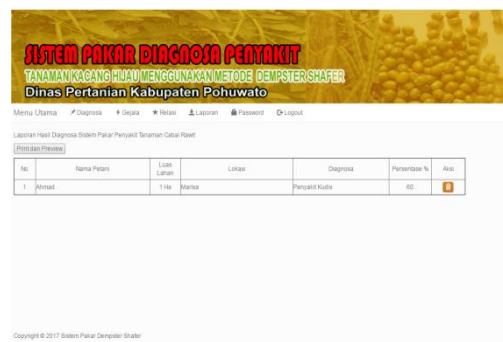 SISTEM PAKAR DIAGNOSA PENYAKIT
TANAMAN KACANG HIJAU MENGGUNAKAN METODE DEMPSTER SHAFER
Dinas Pertanian Kabupaten Pohuwato
Menu Utama Diagnosa Gejala Relasi Laporan Password Logout
Laporan Hasil Diagnosa Sistem Pakar Penyakit Tanaman Cabai Rawit
Print dan Preview
No Nama Petani Luas Lahan Lokasi Diagnosa Persentase % Aksi
1 Ahmad 1 Ha Marisa Penyakit Kudis 60
Copyright © 2017 Sistem Pakar Dempster Shafer